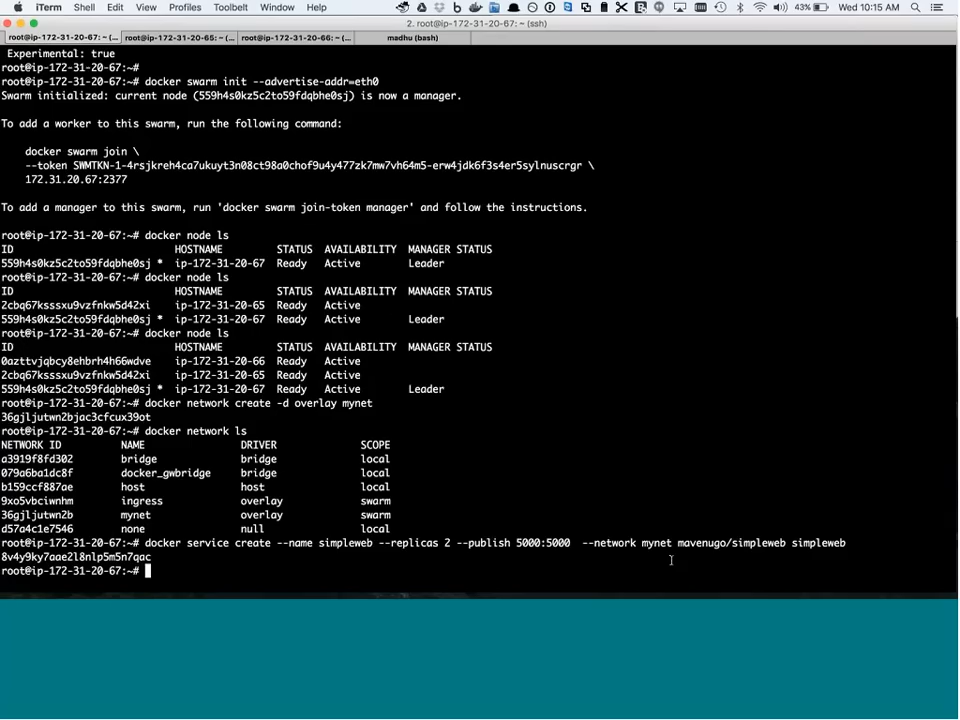 iTerm Shell Edit View Profiles Toolbelt Window Help 43% Wed 10:15 AM
2. root@ip-172-31-20-67: ~ (ssh)
root@ip-172-31-20-67: ~ (... root@ip-172-31-20-65: ~ (... root@ip-172-31-20-66: ~ (... madhu (bash)
Experimental: true
root@ip-172-31-20-67:~#
root@ip-172-31-20-67:~# docker swarm init --advertise-addr=eth0
Swarm initialized: current node (559h4s0kz5c2to59fdqbhe0sj) is now a manager.
To add a worker to this swarm, run the following command:
docker swarm join \
--token SWMTKN-1-4rsjkreh4ca7ukuyt3n08ct98a0chof9u4y477zk7mw7vh64m5-erw4jdk6f3s4er5sylnuscrgr \
172.31.20.67:2377
To add a manager to this swarm, run 'docker swarm join-token manager' and follow the instructions.
root@ip-172-31-20-67:~# docker node ls
ID HOSTNAME STATUS AVAILABILITY MANAGER STATUS
559h4s0kz5c2to59fdqbhe0sj * ip-172-31-20-67 Ready Active Leader
root@ip-172-31-20-67:~# docker node ls
ID HOSTNAME STATUS AVAILABILITY MANAGER STATUS
2cbq67ksssxu9vzfnkw5d42xi ip-172-31-20-65 Ready Active
559h4s0kz5c2to59fdqbhe0sj * ip-172-31-20-67 Ready Active Leader
root@ip-172-31-20-67:~# docker node ls
ID HOSTNAME STATUS AVAILABILITY MANAGER STATUS
0azttvjqbcy8ehbrh4h66wdve ip-172-31-20-66 Ready Active
2cbq67ksssxu9vzfnkw5d42xi ip-172-31-20-65 Ready Active
559h4s0kz5c2to59fdqbhe0sj * ip-172-31-20-67 Ready Active Leader
root@ip-172-31-20-67:~# docker network create -d overlay mynet
36gjljutwn2bjac3cfcux39ot
root@ip-172-31-20-67:~# docker network ls
NETWORK ID NAME DRIVER SCOPE
a3919f8fd302 bridge bridge local
079a6ba1dc8f docker_gwbridge bridge local
b159ccf887ae host host local
9xo5vbciwnhm ingress overlay swarm
36gjljutwn2b mynet overlay swarm
d57a4c1e7546 none null local
root@ip-172-31-20-67:~# docker service create --name simpleweb --replicas 2 --publish 5000:5000 --network mynet mavenugo/simpleweb simpleweb
8v4y9ky7aae2l8nlp5m5n7qac
root@ip-172-31-20-67:~#